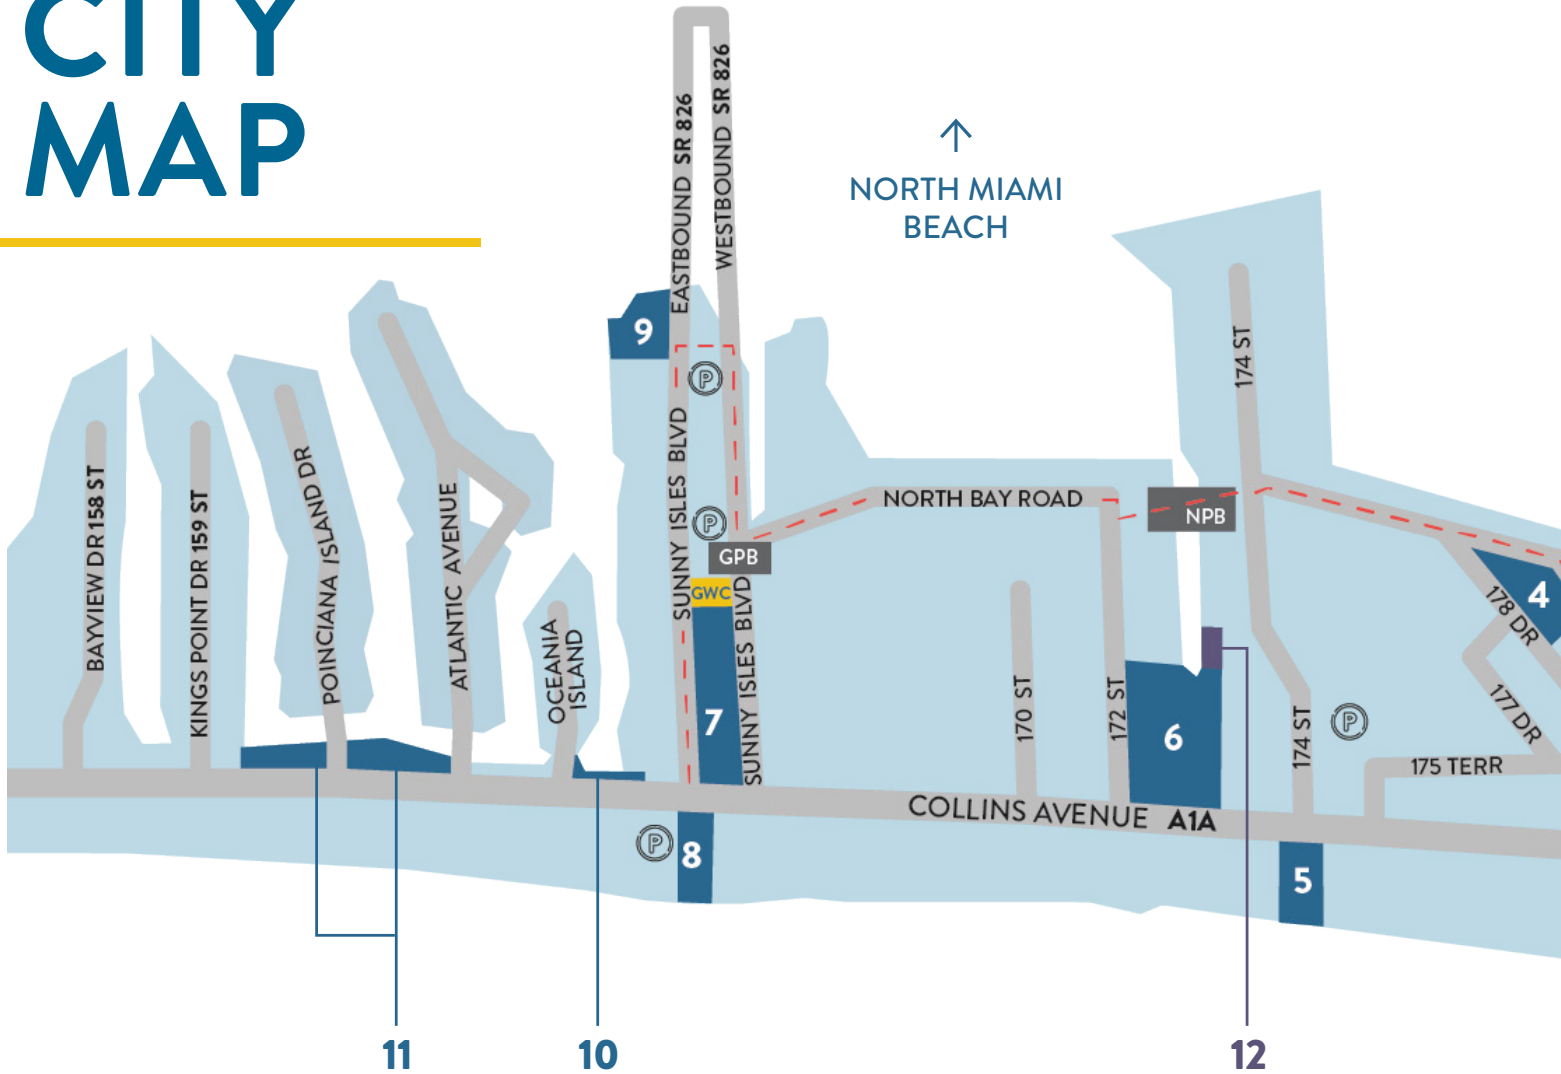 CITY
MAP
NORTH MIAMI
BEACH
EASTBOUND SR 826
WESTBOUND SR 826
9
P
P
SUNNY ISLES BLVD
SUNNY ISLES BLVD
GPB
GWC
7
NORTH BAY ROAD
NPB
174 ST
174 ST
4
178 DR
177 DR
175 TERR
P
BAYVIEW DR 158 ST
KINGS POINT DR 159 ST
POINCIANA ISLAND DR
ATLANTIC AVENUE
OCEANIA
ISLAND
170 ST
172 ST
6
COLLINS AVENUE A1A
P
8
5
11
10
12